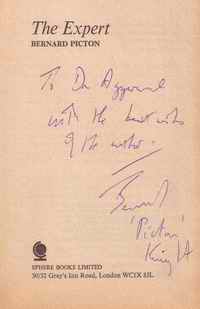 The Expert
BERNARD PICTON
To Dr Aggarwal
with the best wishes
of the author.
Bernard
'Picton'
Knight
SPHERE BOOKS LIMITED
30/32 Gray's Inn Road, London WC1X 8JL